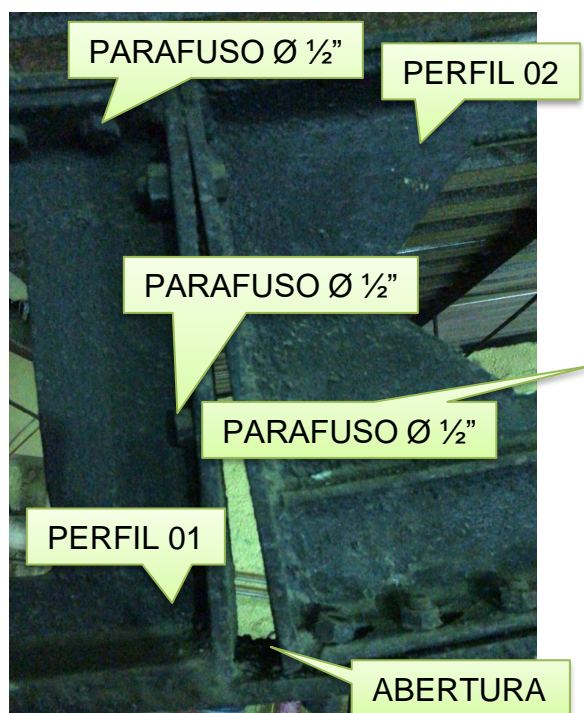 PARAFUSO Ø ½”
PERFIL 02
PARAFUSO Ø ½”
PARAFUSO Ø ½”
PERFIL 01
ABERTURA